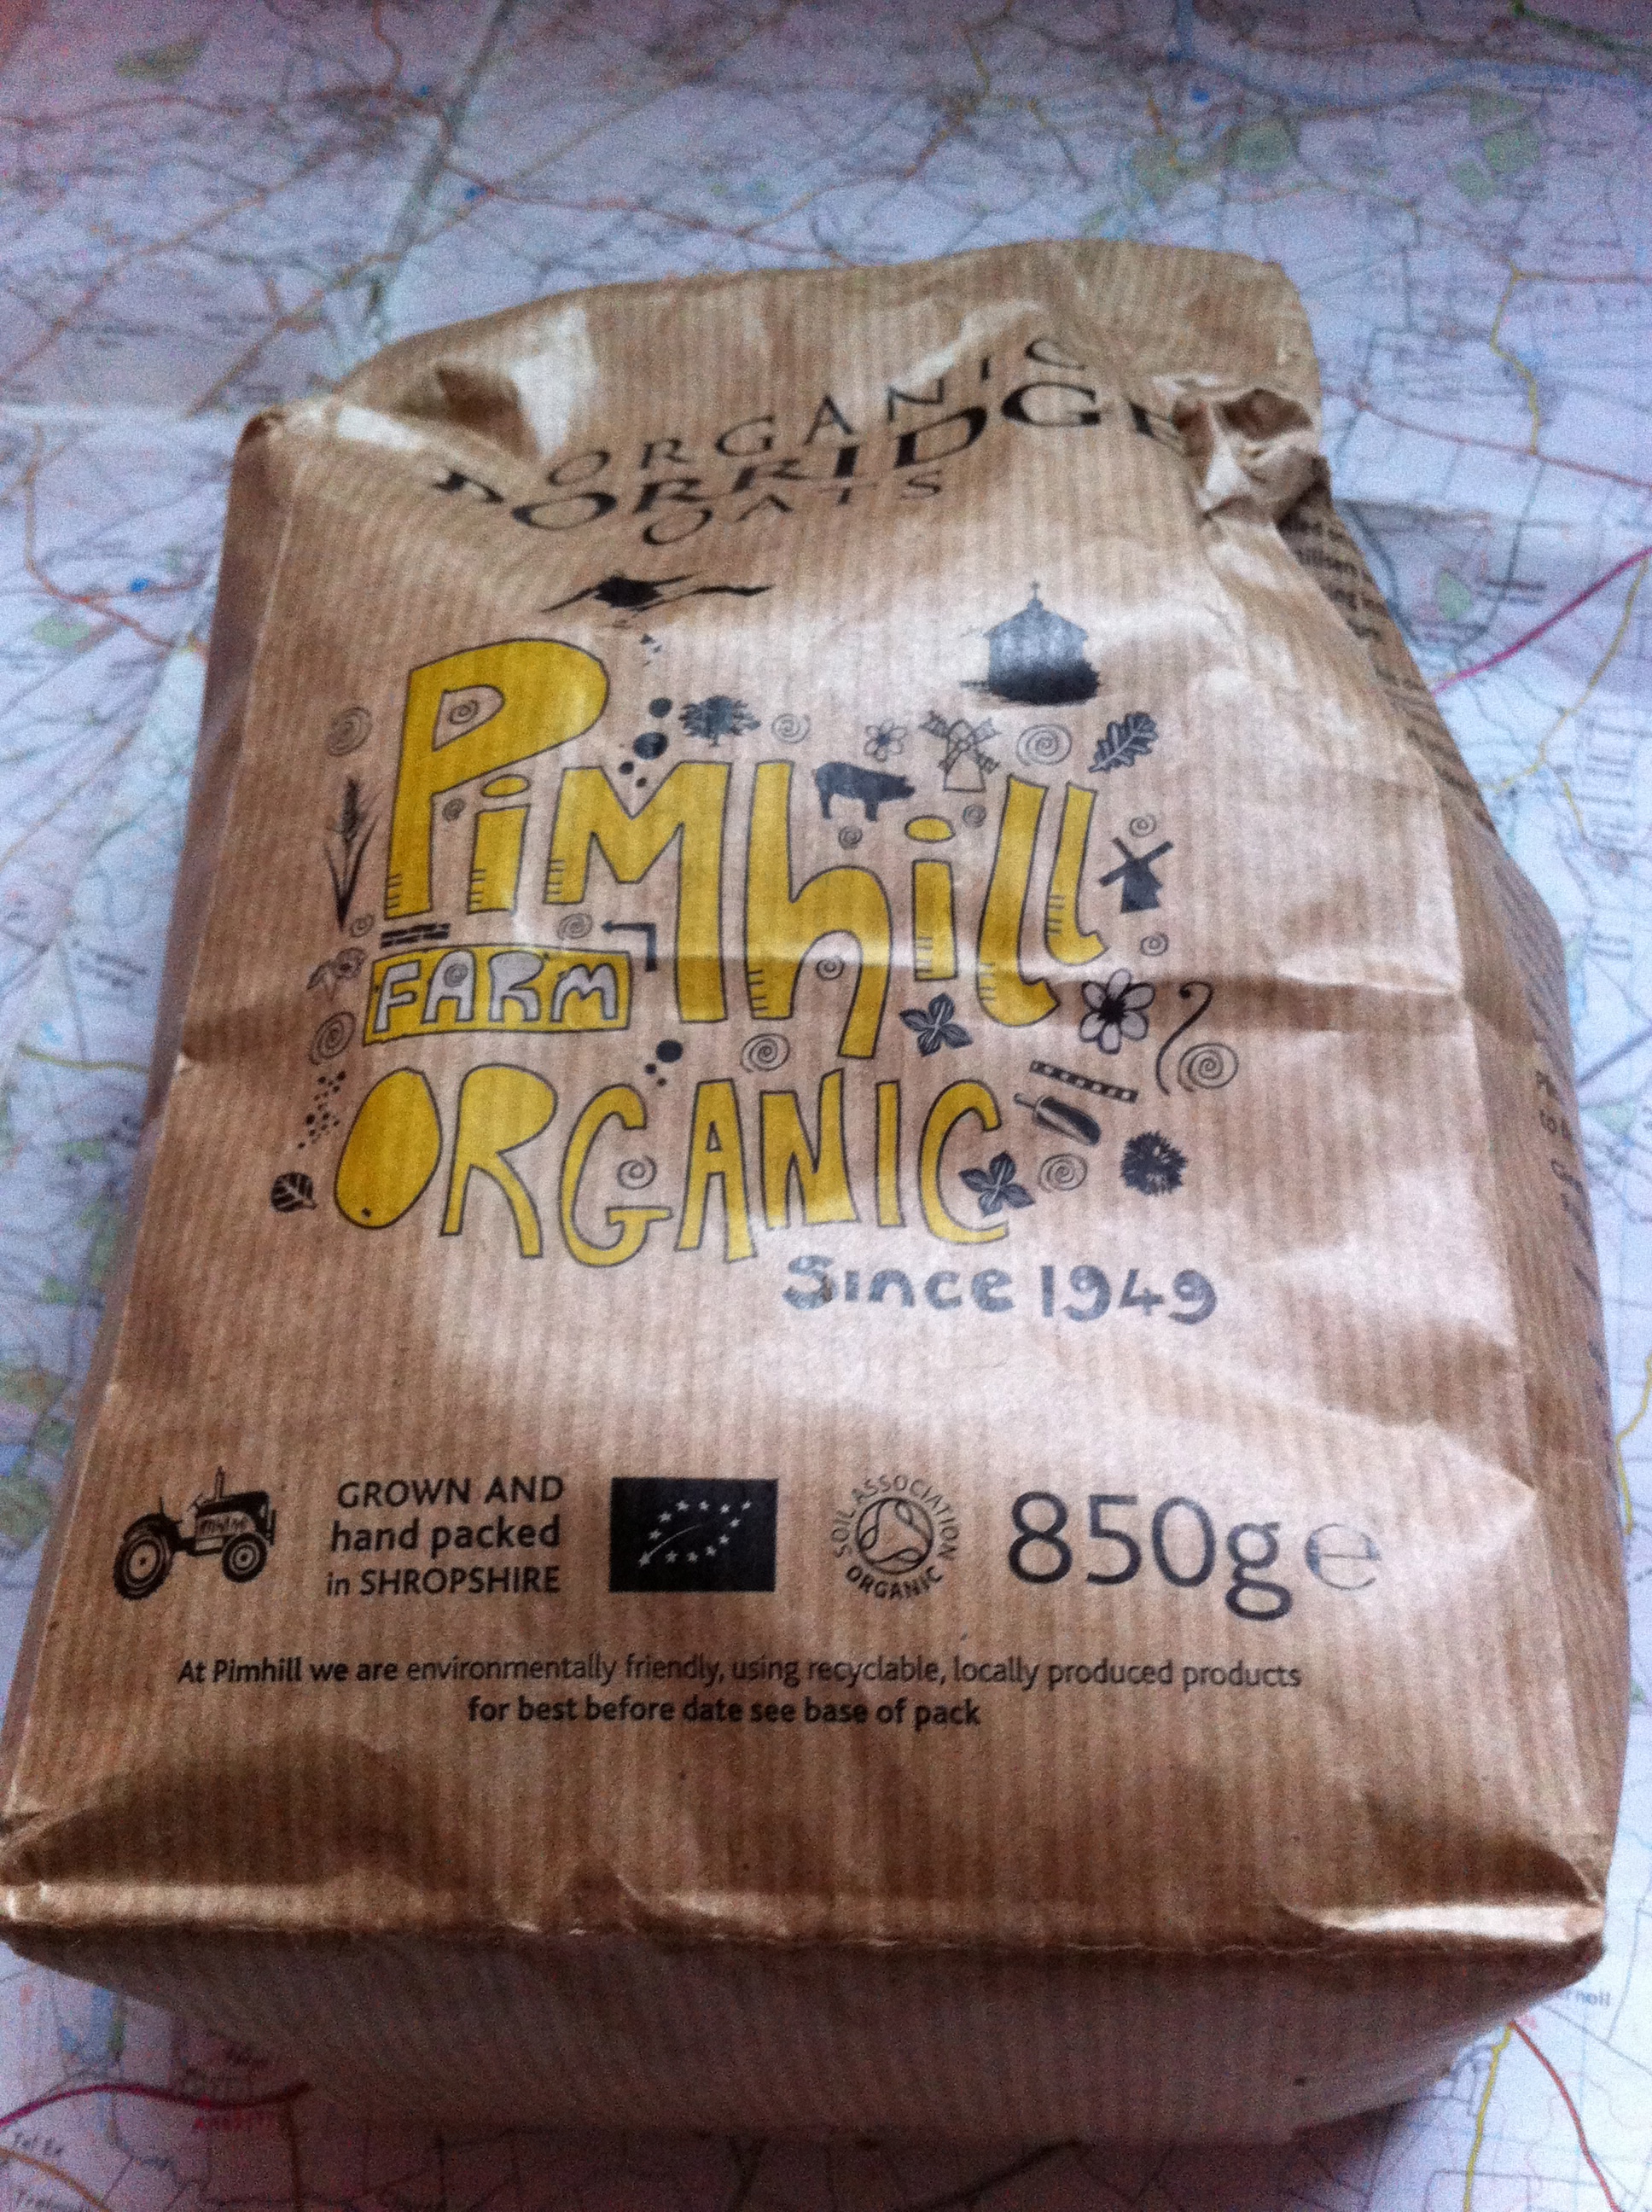 ORGANIC
PORRIDGE
OATS
Pimhill
FARM
ORGANIC
Since 1949
GROWN AND
hand packed
in SHROPSHIRE
SOIL ASSOCIATION
ORGANIC
850g e
At Pimhill we are environmentally friendly, using recyclable, locally produced products
for best before date see base of pack